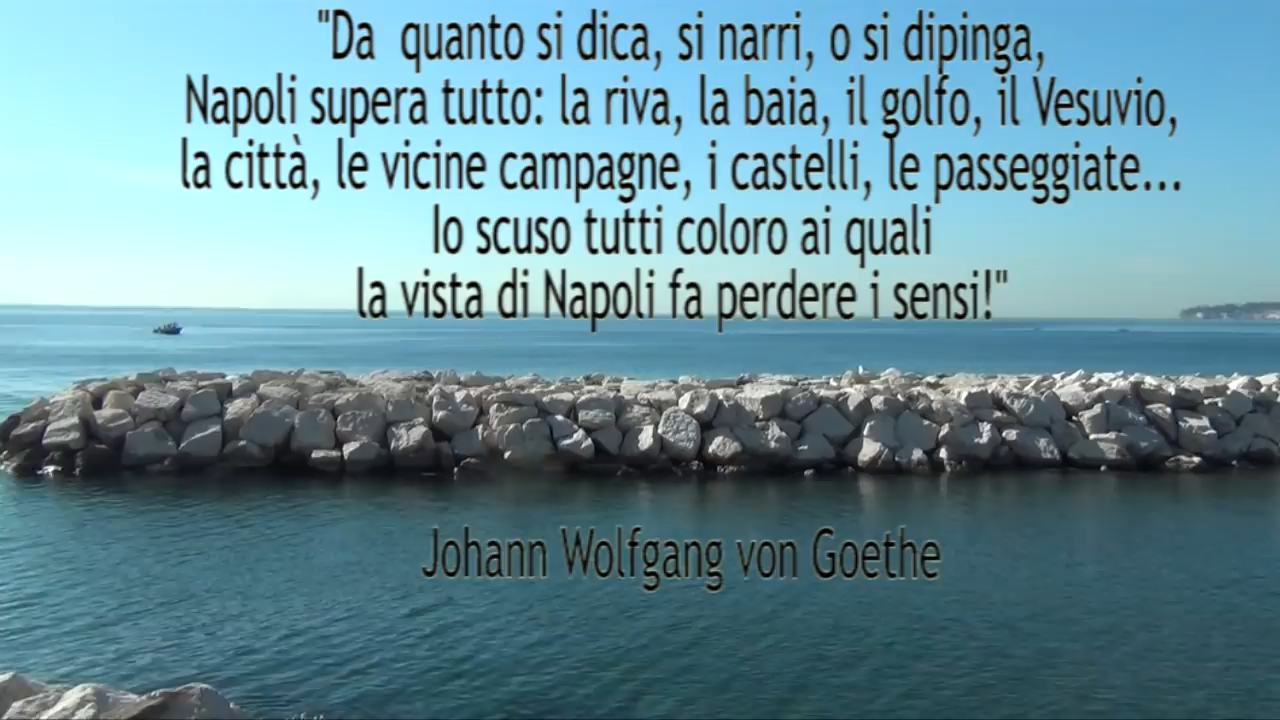 "Da quanto si dica, si narri, o si dipinga,
Napoli supera tutto: la riva, la baia, il golfo, il Vesuvio,
la città, le vicine campagne, i castelli, le passeggiate...
Io scuso tutti coloro ai quali
la vista di Napoli fa perdere i sensi!"
Johann Wolfgang von Goethe